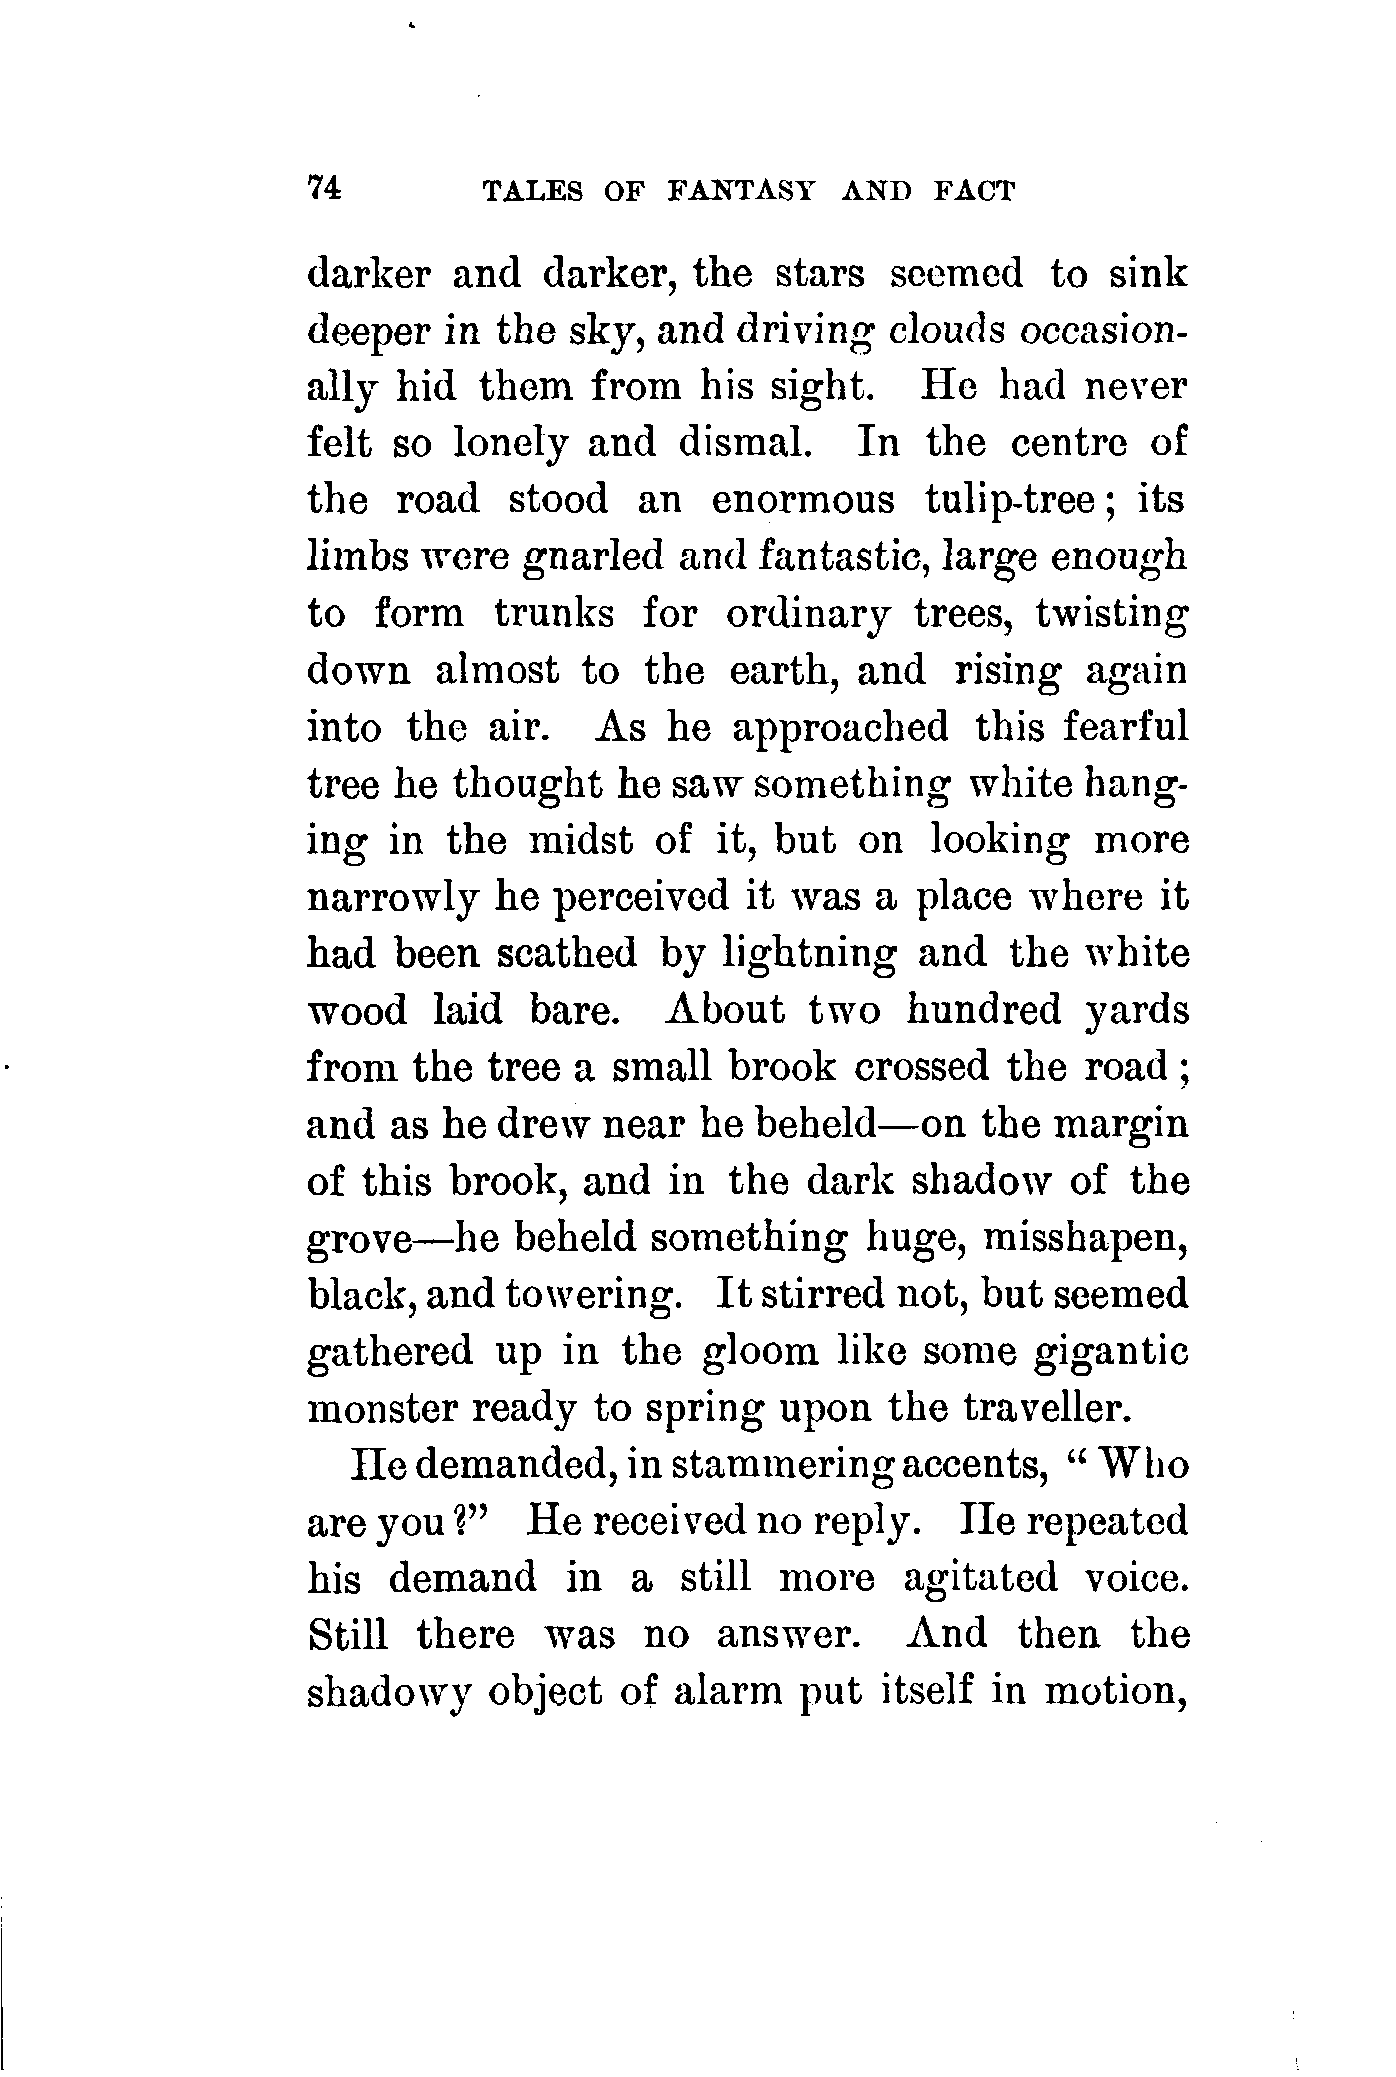 74 TALES OF FANTASY AND FACT
darker and darker, the stars seemed to sink
deeper in the sky, and driving clouds occasion-
ally hid them from his sight. He had never
felt so lonely and dismal. In the centre of
the road stood an enormous tulip-tree; its
limbs were gnarled and fantastic, large enough
to form trunks for ordinary trees, twisting
down almost to the earth, and rising again
into the air. As he approached this fearful
tree he thought he saw something white hang-
ing in the midst of it, but on looking more
narrowly he perceived it was a place where it
had been scathed by lightning and the white
wood laid bare. About two hundred yards
from the tree a small brook crossed the road;
and as he drew near he beheld—on the margin
of this brook, and in the dark shadow of the
grove—he beheld something huge, misshapen,
black, and towering. It stirred not, but seemed
gathered up in the gloom like some gigantic
monster ready to spring upon the traveller.
He demanded, in stammering accents, “Who
are you?” He received no reply. He repeated
his demand in a still more agitated voice.
Still there was no answer. And then the
shadowy object of alarm put itself in motion,